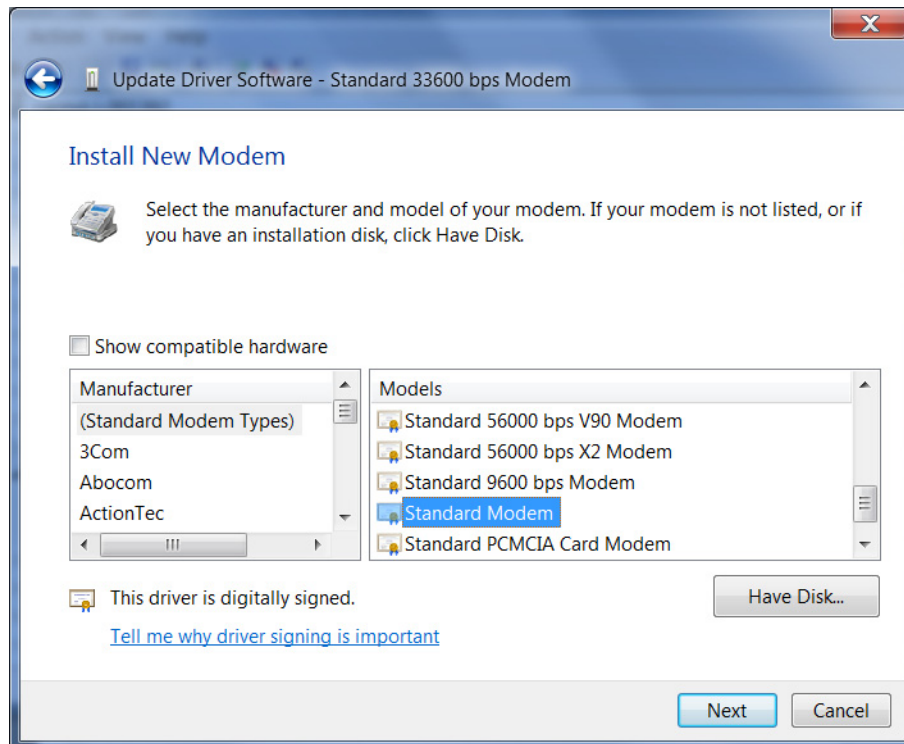 X
Update Driver Software - Standard 33600 bps Modem
Install New Modem
Select the manufacturer and model of your modem. If your modem is not listed, or if
you have an installation disk, click Have Disk.
Show compatible hardware
Manufacturer
(Standard Modem Types)
3Com
Abocom
ActionTec
Models
Standard 56000 bps V90 Modem
Standard 56000 bps X2 Modem
Standard 9600 bps Modem
Standard Modem
Standard PCMCIA Card Modem
This driver is digitally signed.
Tell me why driver signing is important
Have Disk...
Next
Cancel